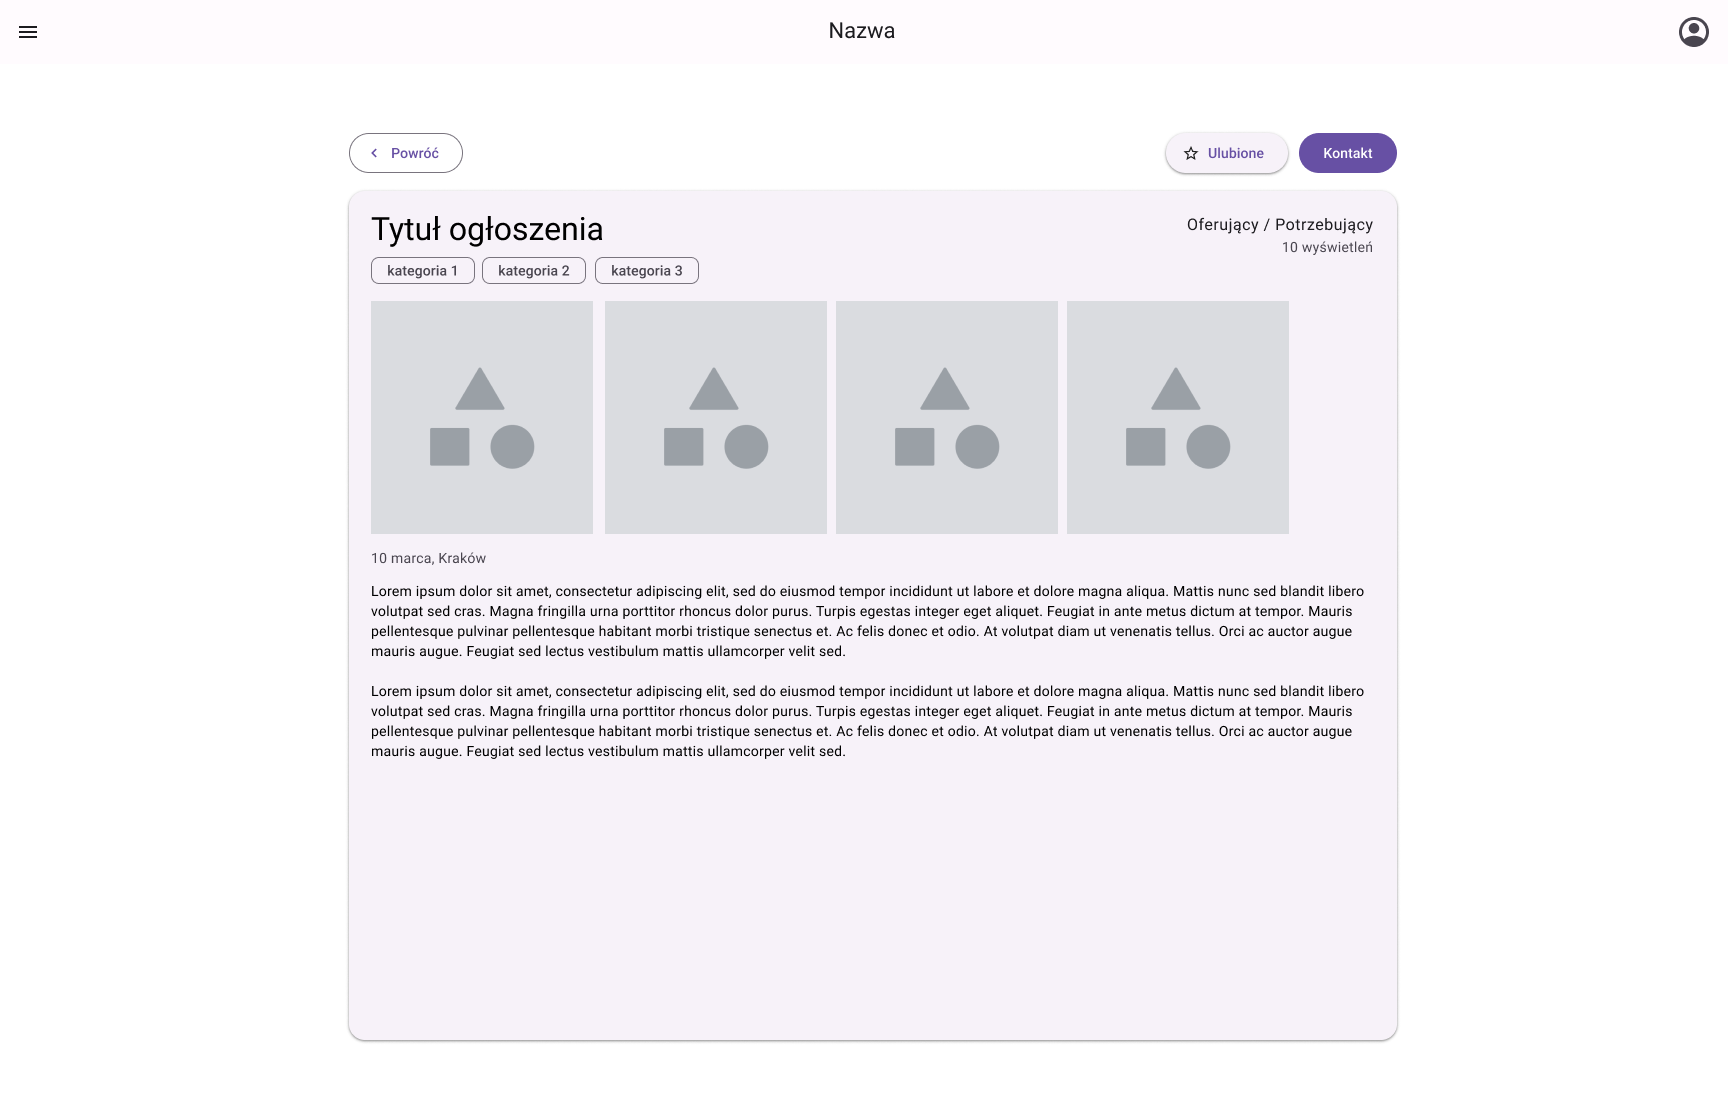 Nazwa
Powróć
Ulubione
Kontakt
Tytuł ogłoszenia
Oferujący / Potrzebujący
10 wyświetleń
kategoria 1
kategoria 2
kategoria 3
10 marca, Kraków
Lorem ipsum dolor sit amet, consectetur adipiscing elit, sed do eiusmod tempor incididunt ut labore et dolore magna aliqua. Mattis nunc sed blandit libero
volutpat sed cras. Magna fringilla urna porttitor rhoncus dolor purus. Turpis egestas integer eget aliquet. Feugiat in ante metus dictum at tempor. Mauris
pellentesque pulvinar pellentesque habitant morbi tristique senectus et. Ac felis donec et odio. At volutpat diam ut venenatis tellus. Orci ac auctor augue
mauris augue. Feugiat sed lectus vestibulum mattis ullamcorper velit sed.
Lorem ipsum dolor sit amet, consectetur adipiscing elit, sed do eiusmod tempor incididunt ut labore et dolore magna aliqua. Mattis nunc sed blandit libero
volutpat sed cras. Magna fringilla urna porttitor rhoncus dolor purus. Turpis egestas integer eget aliquet. Feugiat in ante metus dictum at tempor. Mauris
pellentesque pulvinar pellentesque habitant morbi tristique senectus et. Ac felis donec et odio. At volutpat diam ut venenatis tellus. Orci ac auctor augue
mauris augue. Feugiat sed lectus vestibulum mattis ullamcorper velit sed.